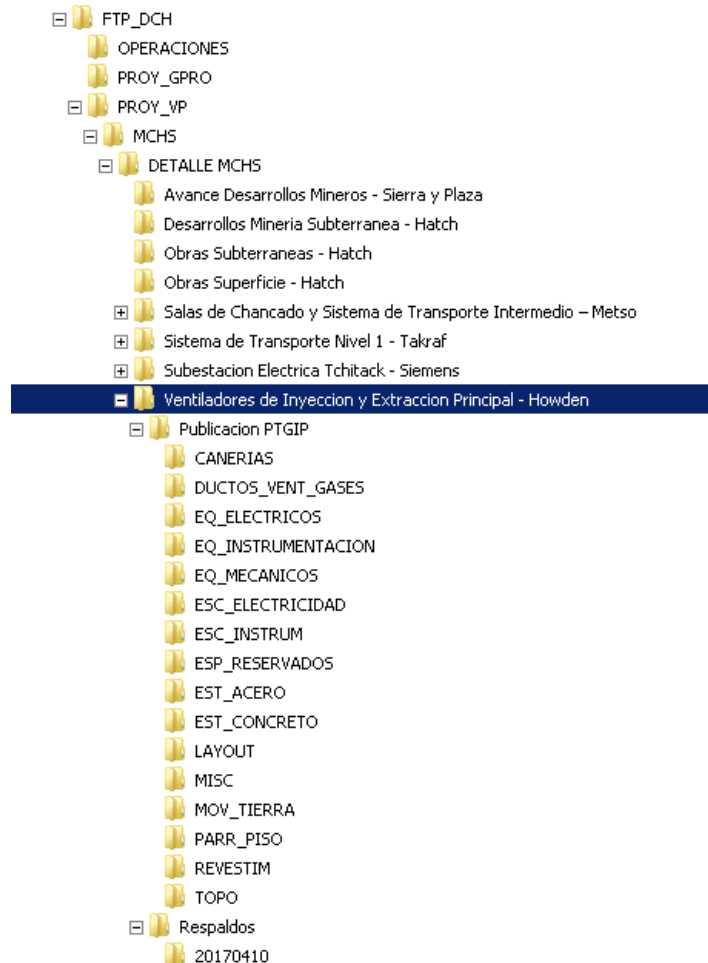 FTP_DCH
OPERACIONES
PROY_GPRO
PROY_VP
MCHS
DETALLE MCHS
Avance Desarrollos Mineros - Sierra y Plaza
Desarrollos Mineria Subterranea - Hatch
Obras Subterraneas - Hatch
Obras Superficie - Hatch
Salas de Chancado y Sistema de Transporte Intermedio – Metso
Sistema de Transporte Nivel 1 - Takraf
Subestacion Electrica Tchitack - Siemens
Ventiladores de Inyeccion y Extraccion Principal - Howden
Publicacion PTGIP
CANERIAS
DUCTOS_VENT_GASES
EQ_ELECTRICOS
EQ_INSTRUMENTACION
EQ_MECANICOS
ESC_ELECTRICIDAD
ESC_INSTRUM
ESP_RESERVADOS
EST_ACERO
EST_CONCRETO
LAYOUT
MISC
MOV_TIERRA
PARR_PISO
REVESTIM
TOPO
Respaldos
20170410